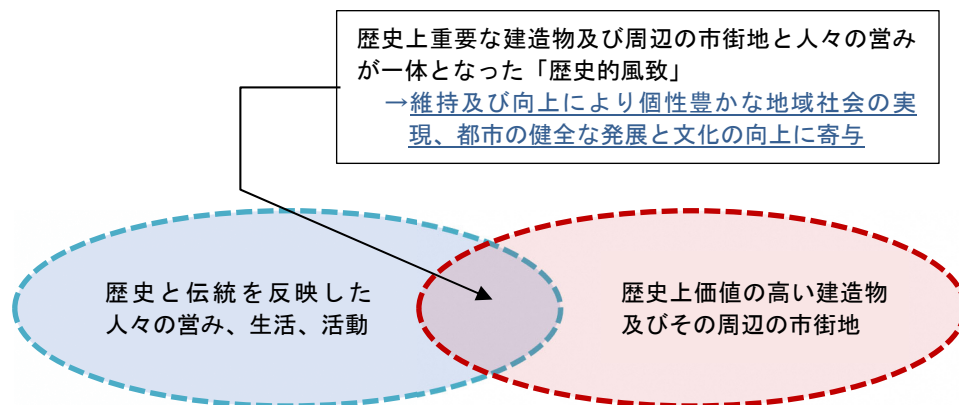 歴史上重要な建造物及び周辺の市街地と人々の営み
が一体となった「歴史的風致」
→維持及び向上により個性豊かな地域社会の実
現、都市の健全な発展と文化の向上に寄与
歴史と伝統を反映した
人々の営み、生活、活動
歴史上価値の高い建造物
及びその周辺の市街地